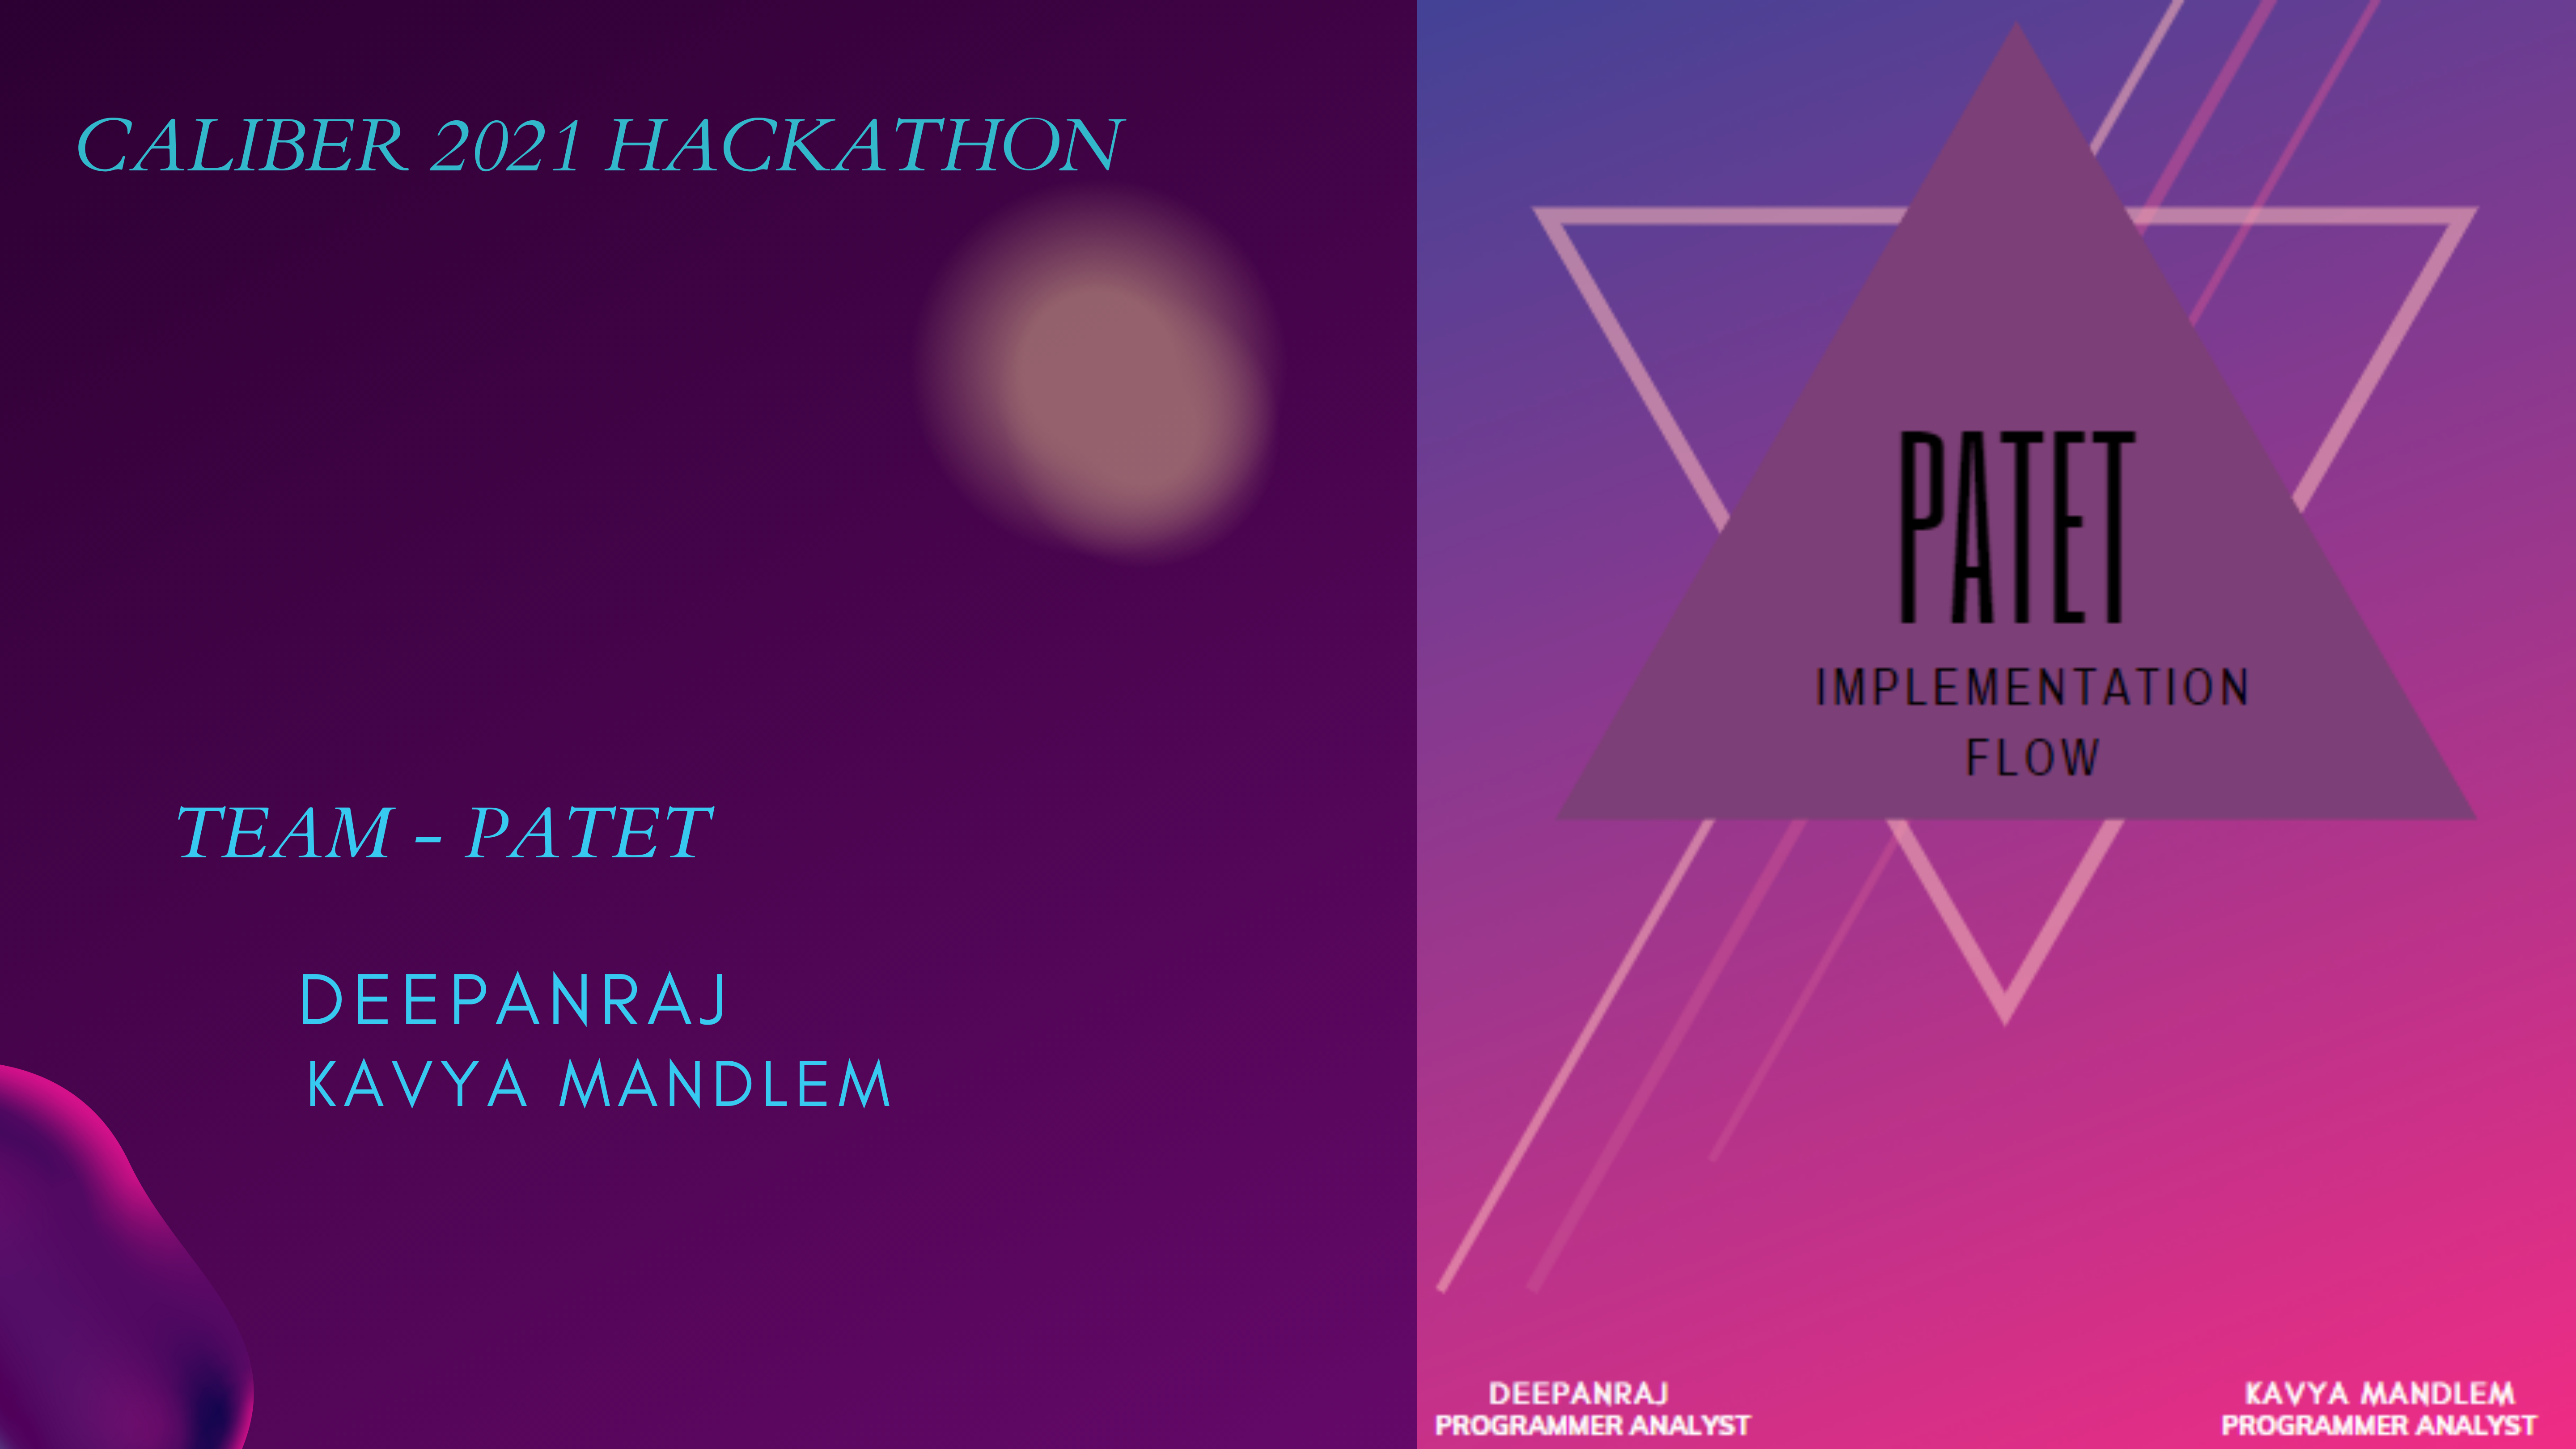 CALIBER 2021 HACKATHON
TEAM - PATET
DEEPANRAJ
KAVYA MANDLEM
PATET
IMPLEMENTATION
FLOW
DEEPANRAJ
PROGRAMMER ANALYST
KAVYA MANDLEM
PROGRAMMER ANALYST